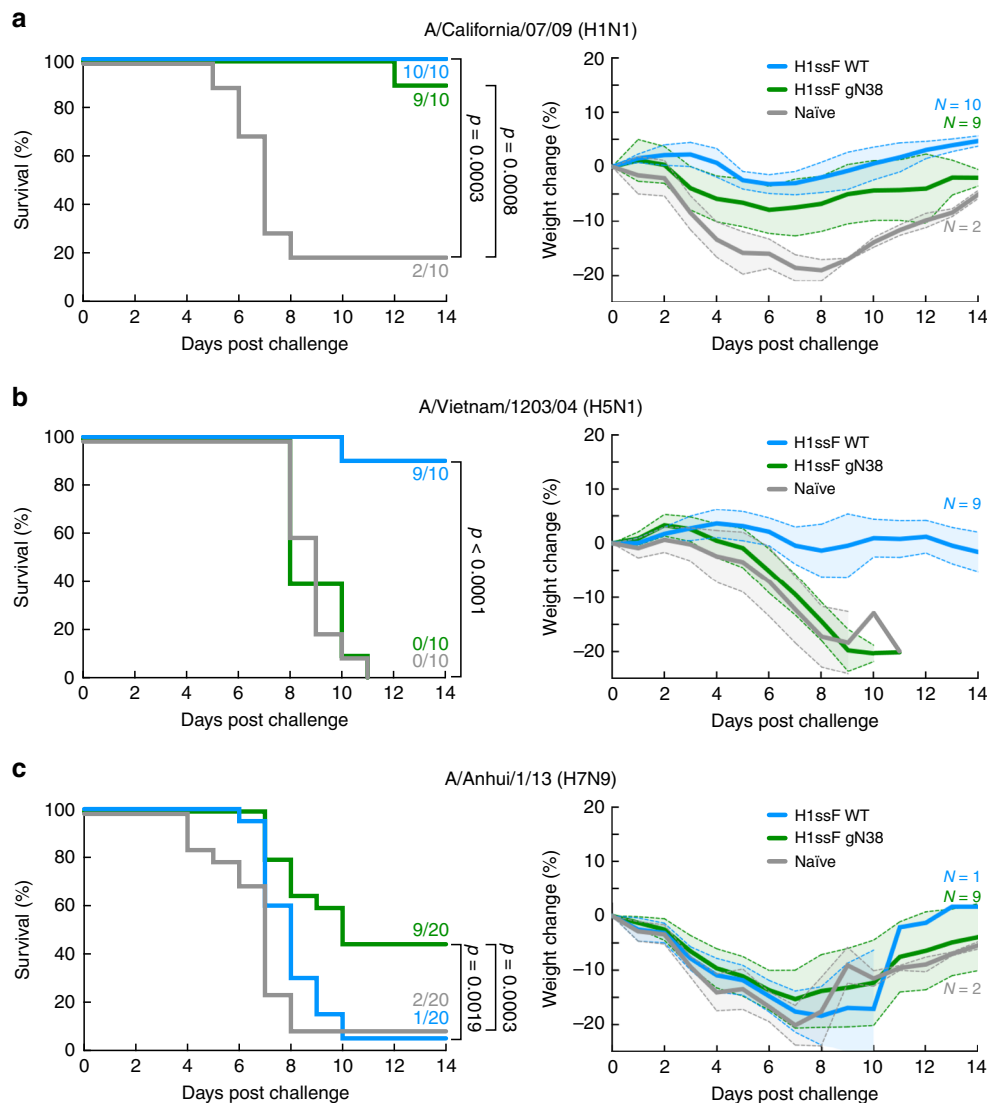 a
A/California/07/09 (H1N1)
100
80
60
40
20
0
Survival (%)
0 2 4 6 8 10 12 14
Days post challenge
10/10
9/10
2/10
p = 0.0003
p = 0.0008
20
10
0
−10
−20
Weight change (%)
0 2 4 6 8 10 12 14
Days post challenge
H1ssF WT
H1ssF gN38
Naïve
N = 10
N = 9
N = 2
b
A/Vietnam/1203/04 (H5N1)
100
80
60
40
20
0
Survival (%)
0 2 4 6 8 10 12 14
Days post challenge
9/10
0/10
0/10
p < 0.0001
20
10
0
−10
−20
Weight change (%)
0 2 4 6 8 10 12 14
Days post challenge
H1ssF WT
H1ssF gN38
Naïve
N = 9
c
A/Anhui/1/13 (H7N9)
100
80
60
40
20
0
Survival (%)
0 2 4 6 8 10 12 14
Days post challenge
9/20
2/20
1/20
p = 0.0019
p = 0.0003
20
10
0
−10
−20
Weight change (%)
0 2 4 6 8 10 12 14
Days post challenge
H1ssF WT
H1ssF gN38
Naïve
N = 1
N = 9
N = 2